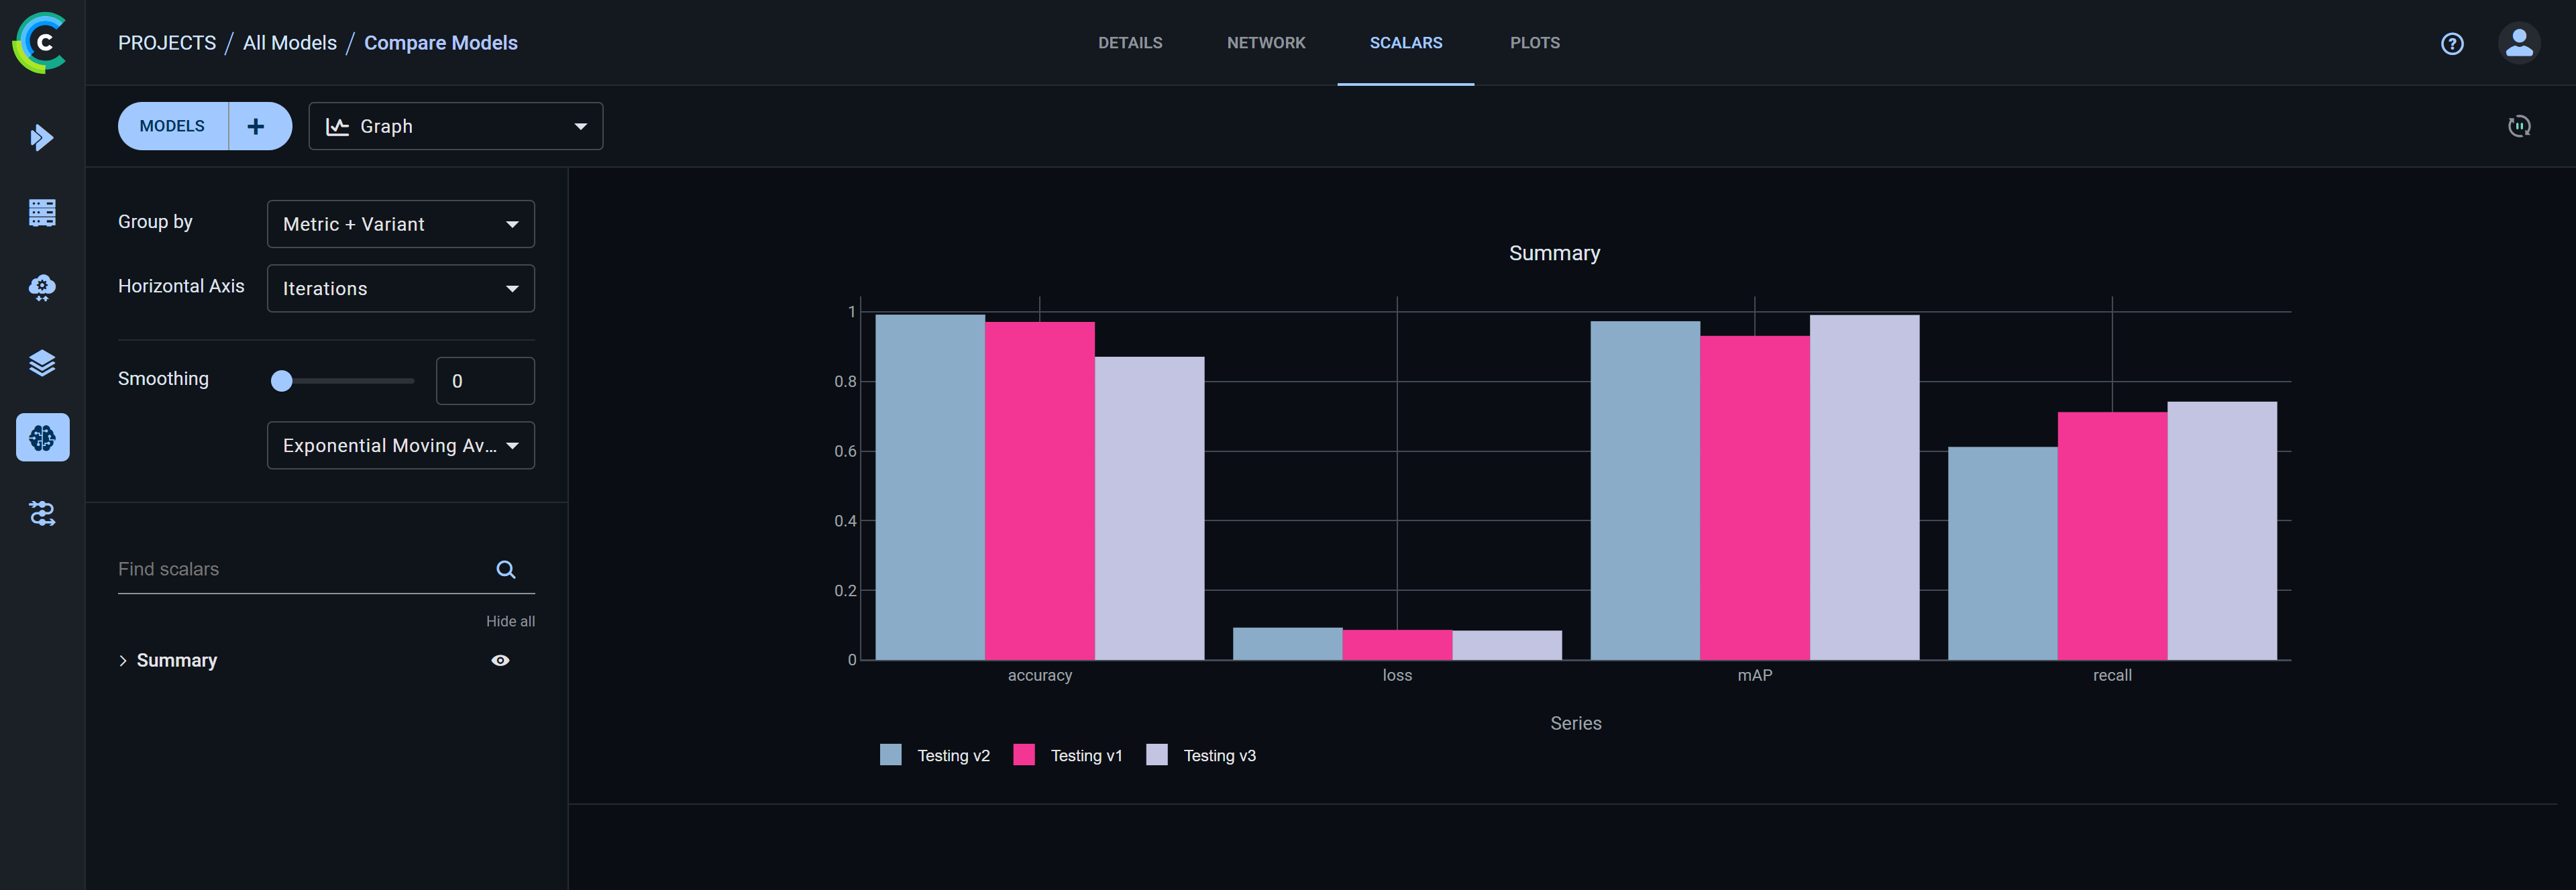 PROJECTS / All Models / Compare Models
DETAILS NETWORK SCALARS PLOTS
?
MODELS +
Graph
Group by
Metric + Variant
Horizontal Axis
Iterations
Smoothing
0
Exponential Moving Av...
Find scalars
Hide all
Summary
Summary
1
0.8
0.6
0.4
0.2
0
accuracy loss mAP recall
Series
Testing v2 Testing v1 Testing v3